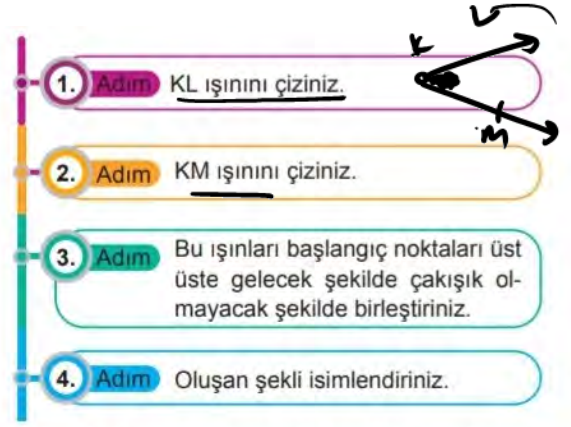 K L
1. Adım KL ışınını çiziniz.
M
2. Adım KM ışınını çiziniz.
3. Adım Bu ışınları başlangıç noktaları üst
üste gelecek şekilde çakışık ol-
mayacak şekilde birleştiriniz.
4. Adım Oluşan şekli isimlendiriniz.